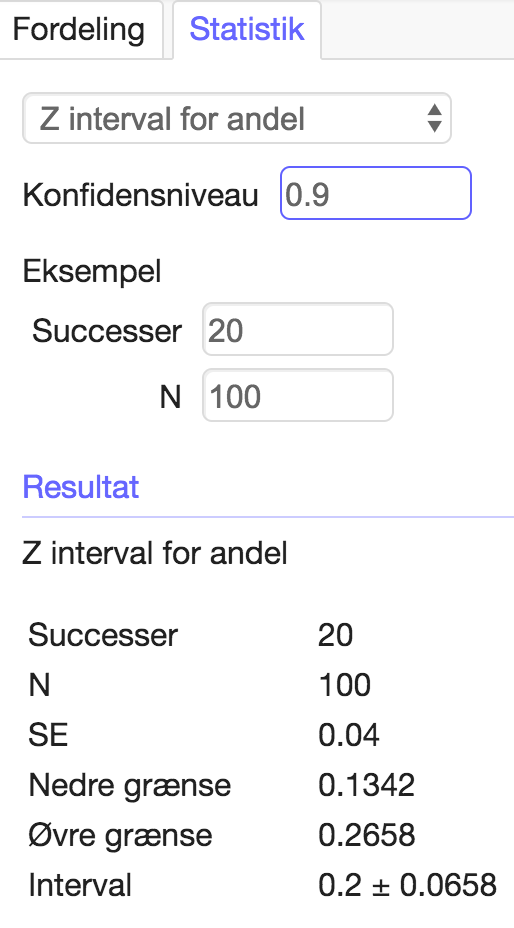 Fordeling Statistik
Z interval for andel
Konfidensniveau 0.9
Eksempel
Successer 20
N 100
Resultat
Z interval for andel
Successer 20
N 100
SE 0.04
Nedre grænse 0.1342
Øvre grænse 0.2658
Interval 0.2 ± 0.0658